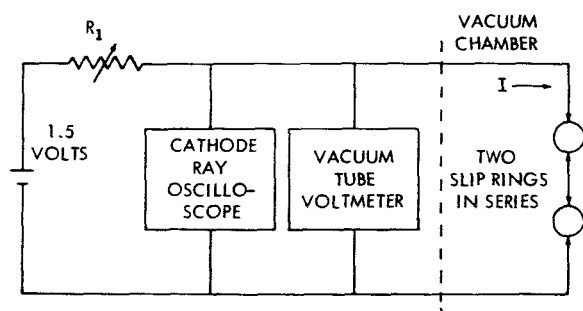 R1
VACUUM
CHAMBER
I
1.5
VOLTS
CATHODE
RAY
OSCILLO-
SCOPE
VACUUM
TUBE
VOLTMETER
TWO
SLIP RINGS
IN SERIES